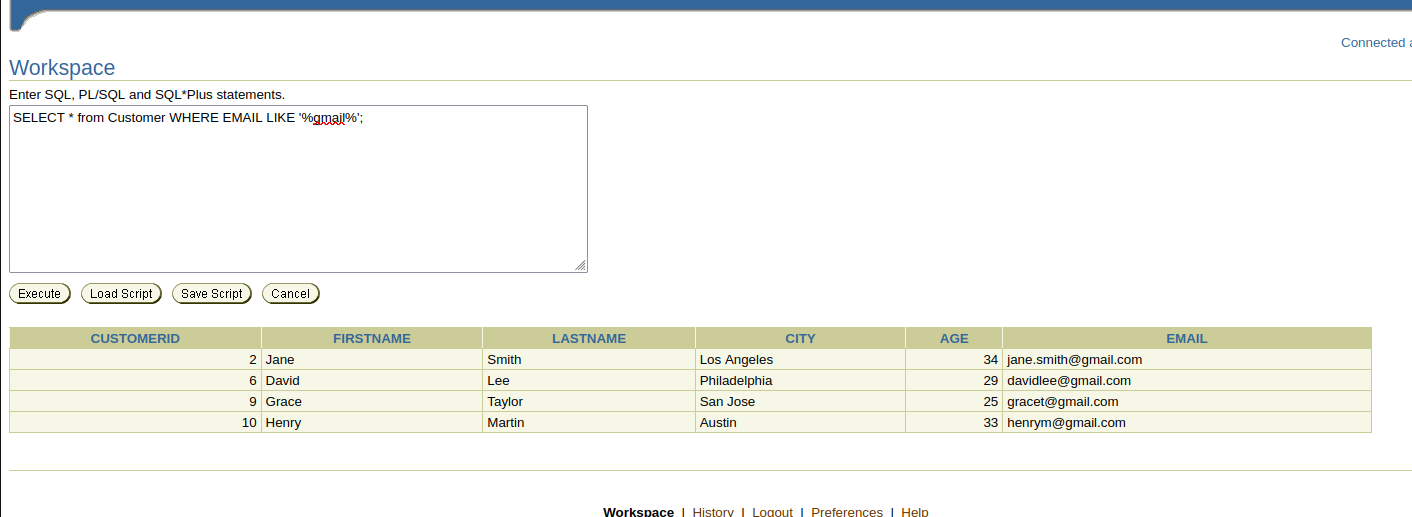 Connected a
Workspace
Enter SQL, PL/SQL and SQL*Plus statements.
SELECT * from Customer WHERE EMAIL LIKE '%gmail%';
Execute Load Script Save Script Cancel
CUSTOMERID FIRSTNAME LASTNAME CITY AGE EMAIL
2 Jane Smith Los Angeles 34 jane.smith@gmail.com
6 David Lee Philadelphia 29 davidlee@gmail.com
9 Grace Taylor San Jose 25 gracet@gmail.com
10 Henry Martin Austin 33 henrym@gmail.com
Workspace | History | Logout | Preferences | Help